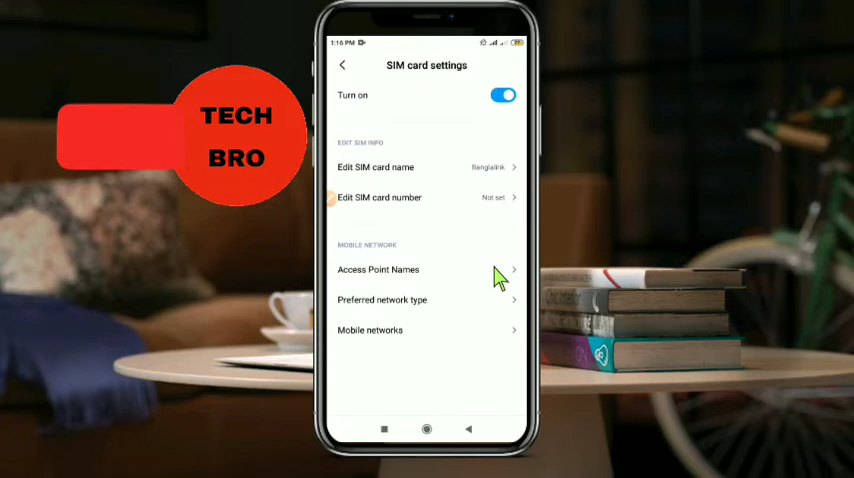 TECH
BRO
1:16 PM
SIM card settings
Turn on
EDIT SIM INFO
Edit SIM card name
Banglalink
Edit SIM card number
Not set
MOBILE NETWORK
Access Point Names
Preferred network type
Mobile networks